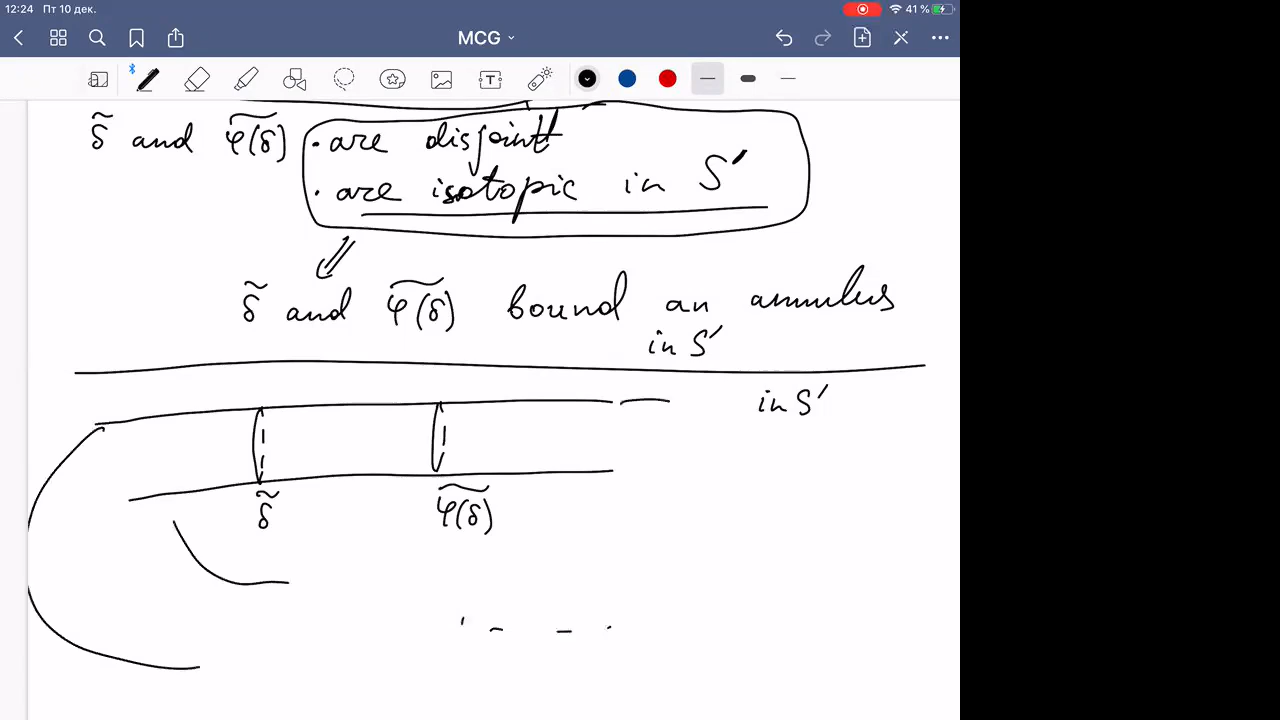 12:24 Пт 10 дек. 41 %
MCG
δ̃ and φ(δ)̃ · are disjoint
· are isotopic in S′
⇓
δ̃ and φ(δ)̃ bound an annulus
in S′
in S′
δ̃ φ(δ)̃